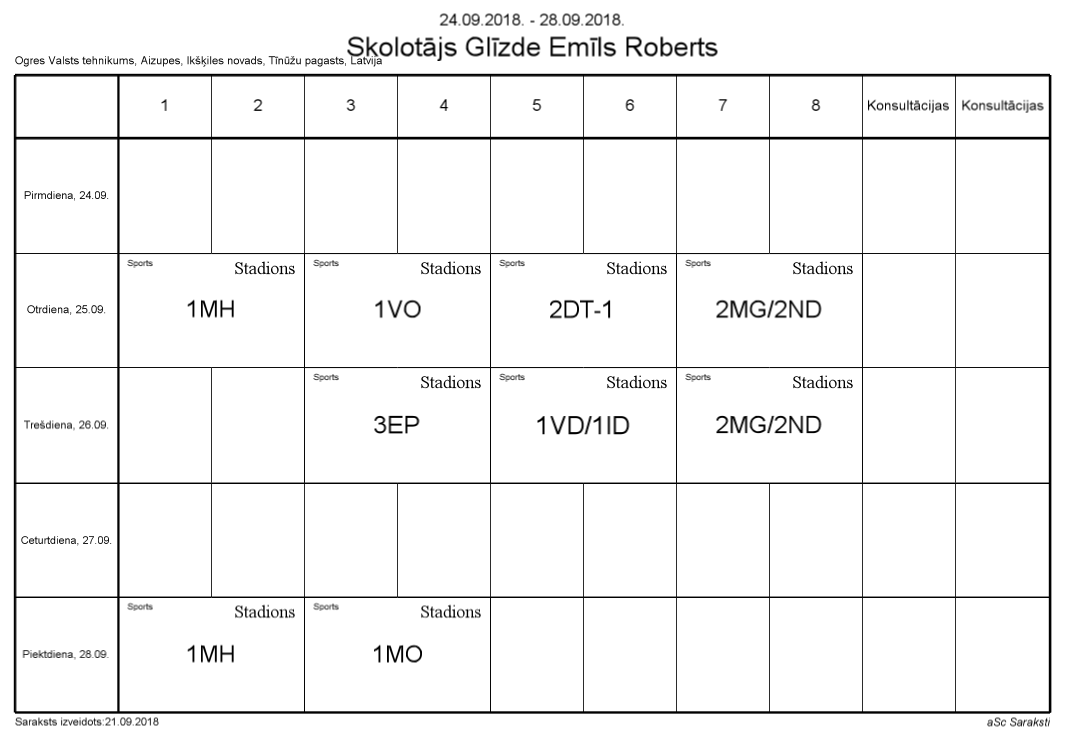 24.09.2018. - 28.09.2018.
Skolotājs Glīzde Emīls Roberts
Ogres Valsts tehnikums, Aizupes, Ikšķiles novads, Tīnūžu pagasts, Latvija
1 2 3 4 5 6 7 8 Konsultācijas Konsultācijas
Pirmdiena, 24.09.
Sports Stadions Sports Stadions Sports Stadions Sports Stadions
Otrdiena, 25.09. 1MH 1VO 2DT-1 2MG/2ND
Sports Stadions Sports Stadions Sports Stadions
Trešdiena, 26.09. 3EP 1VD/1ID 2MG/2ND
Ceturtdiena, 27.09.
Sports Stadions Sports Stadions
Piektdiena, 28.09. 1MH 1MO
Saraksts izveidots:21.09.2018 aSc Saraksti